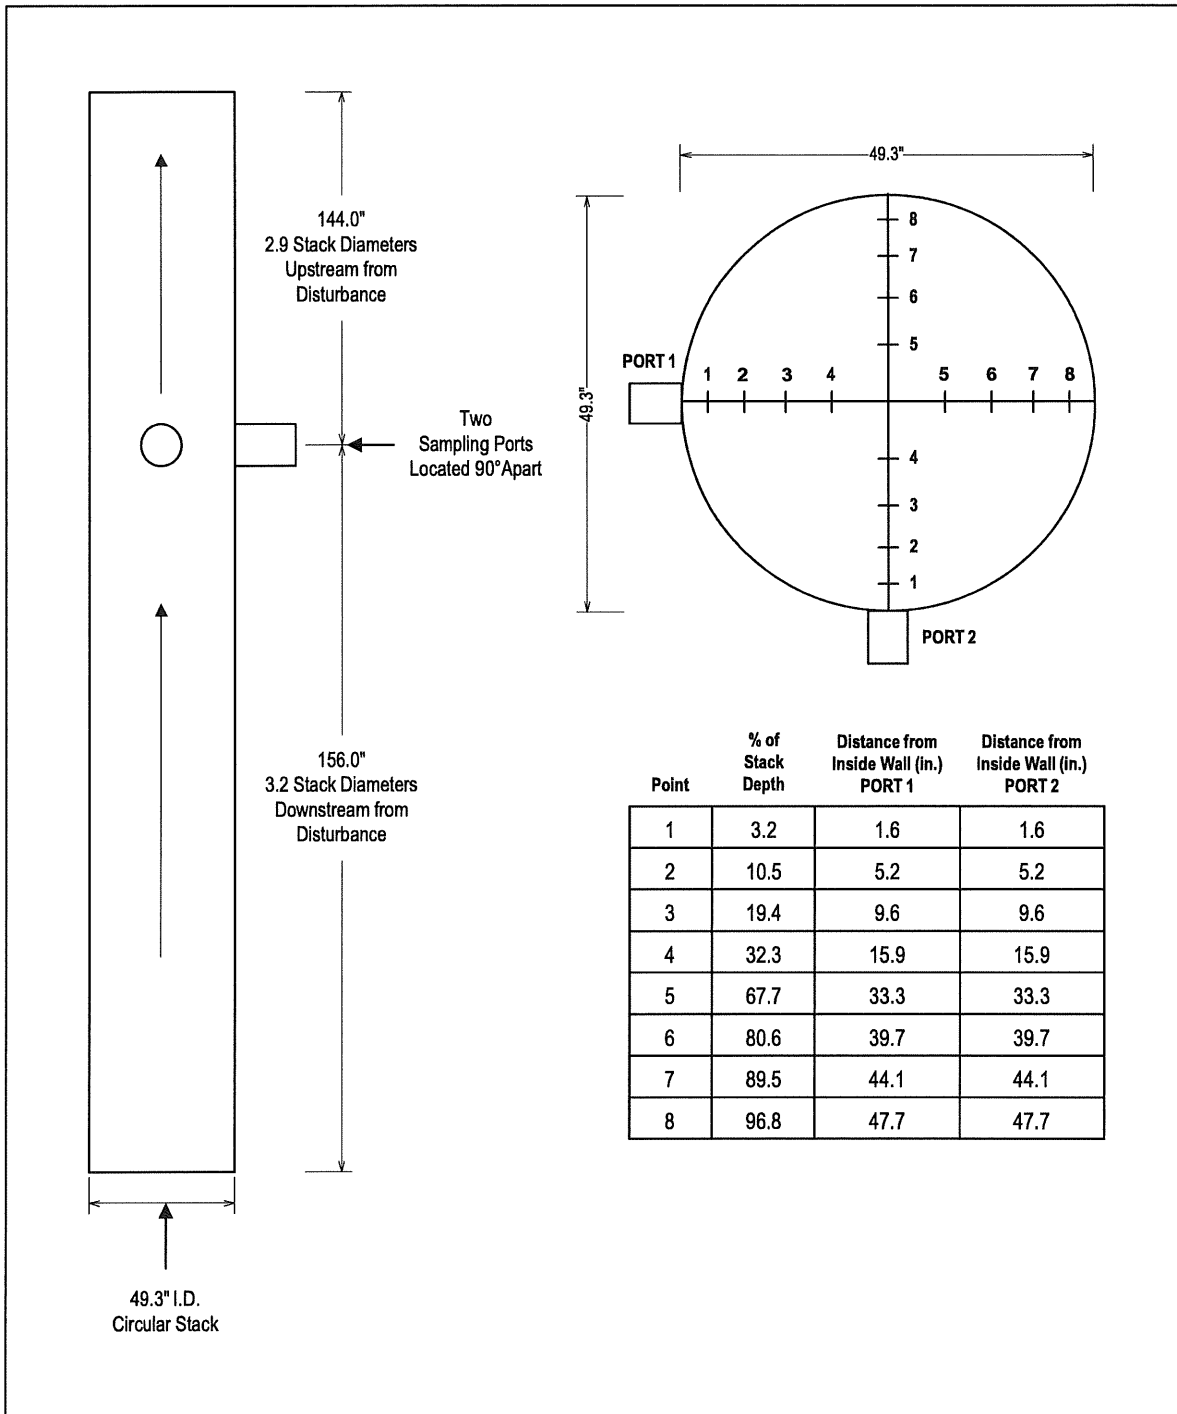 144.0"
2.9 Stack Diameters
Upstream from
Disturbance
Two
Sampling Ports
Located 90°Apart
156.0"
3.2 Stack Diameters
Downstream from
Disturbance
49.3" I.D.
Circular Stack
49.3"
49.3"
8
7
6
5
PORT 1
1 2 3 4 5 6 7 8
4
3
2
1
PORT 2
Point % of Stack Depth Distance from Inside Wall (in.) PORT 1 Distance from Inside Wall (in.) PORT 2
1 3.2 1.6 1.6
2 10.5 5.2 5.2
3 19.4 9.6 9.6
4 32.3 15.9 15.9
5 67.7 33.3 33.3
6 80.6 39.7 39.7
7 89.5 44.1 44.1
8 96.8 47.7 47.7